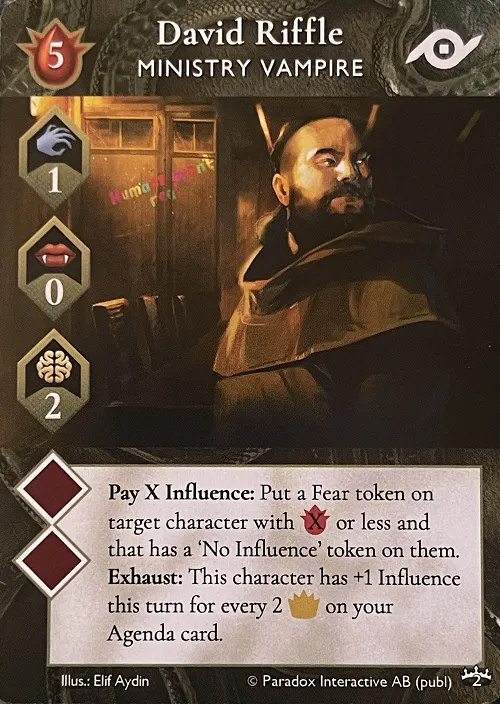 David Riffle
MINISTRY VAMPIRE
5
1
0
2
Pay X Influence: Put a Fear token on
target character with X or less and
that has a ‘No Influence’ token on them.
Exhaust: This character has +1 Influence
this turn for every 2 on your
Agenda card.
Illus.: Elif Aydin
© Paradox Interactive AB (publ)
2